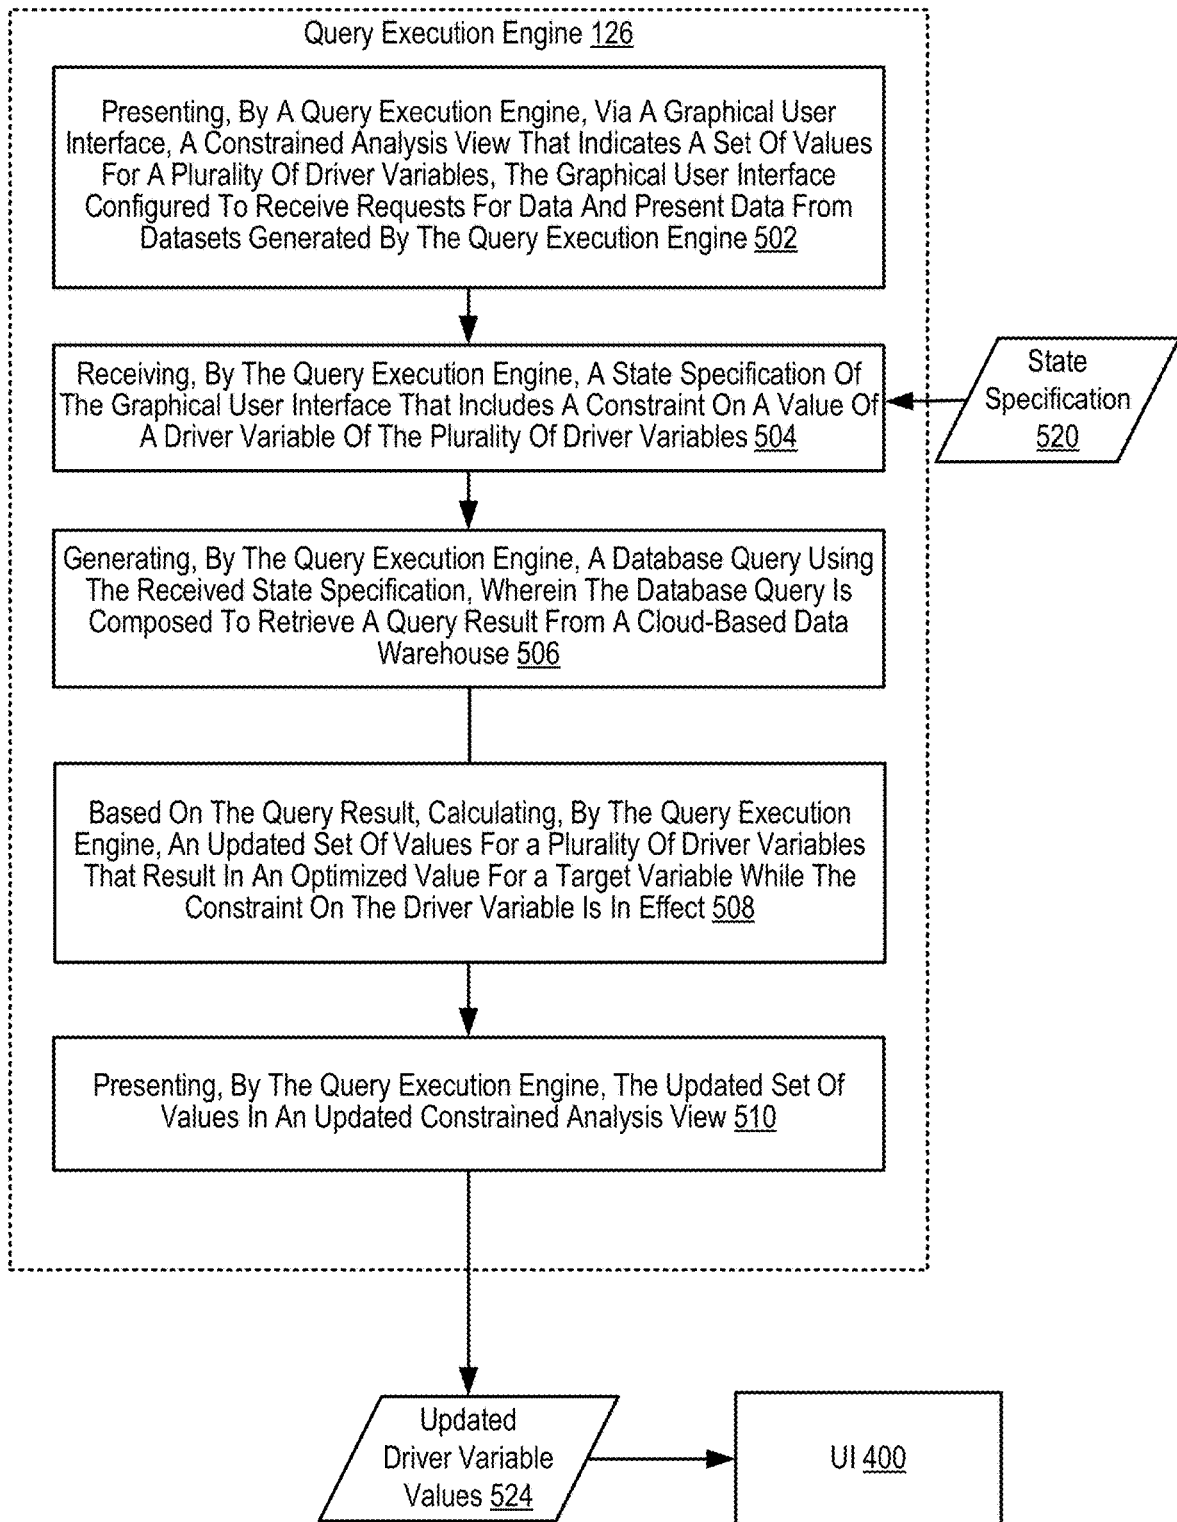 Query Execution Engine 126
Presenting, By A Query Execution Engine, Via A Graphical User
Interface, A Constrained Analysis View That Indicates A Set Of Values
For A Plurality Of Driver Variables, The Graphical User Interface
Configured To Receive Requests For Data And Present Data From
Datasets Generated By The Query Execution Engine 502
Receiving, By The Query Execution Engine, A State Specification Of
The Graphical User Interface That Includes A Constraint On A Value Of
A Driver Variable Of The Plurality Of Driver Variables 504
State
Specification
520
Generating, By The Query Execution Engine, A Database Query Using
The Received State Specification, Wherein The Database Query Is
Composed To Retrieve A Query Result From A Cloud-Based Data
Warehouse 506
Based On The Query Result, Calculating, By The Query Execution
Engine, An Updated Set Of Values For a Plurality Of Driver Variables
That Result In An Optimized Value For a Target Variable While The
Constraint On The Driver Variable Is In Effect 508
Presenting, By The Query Execution Engine, The Updated Set Of
Values In An Updated Constrained Analysis View 510
Updated
Driver Variable
Values 524
UI 400